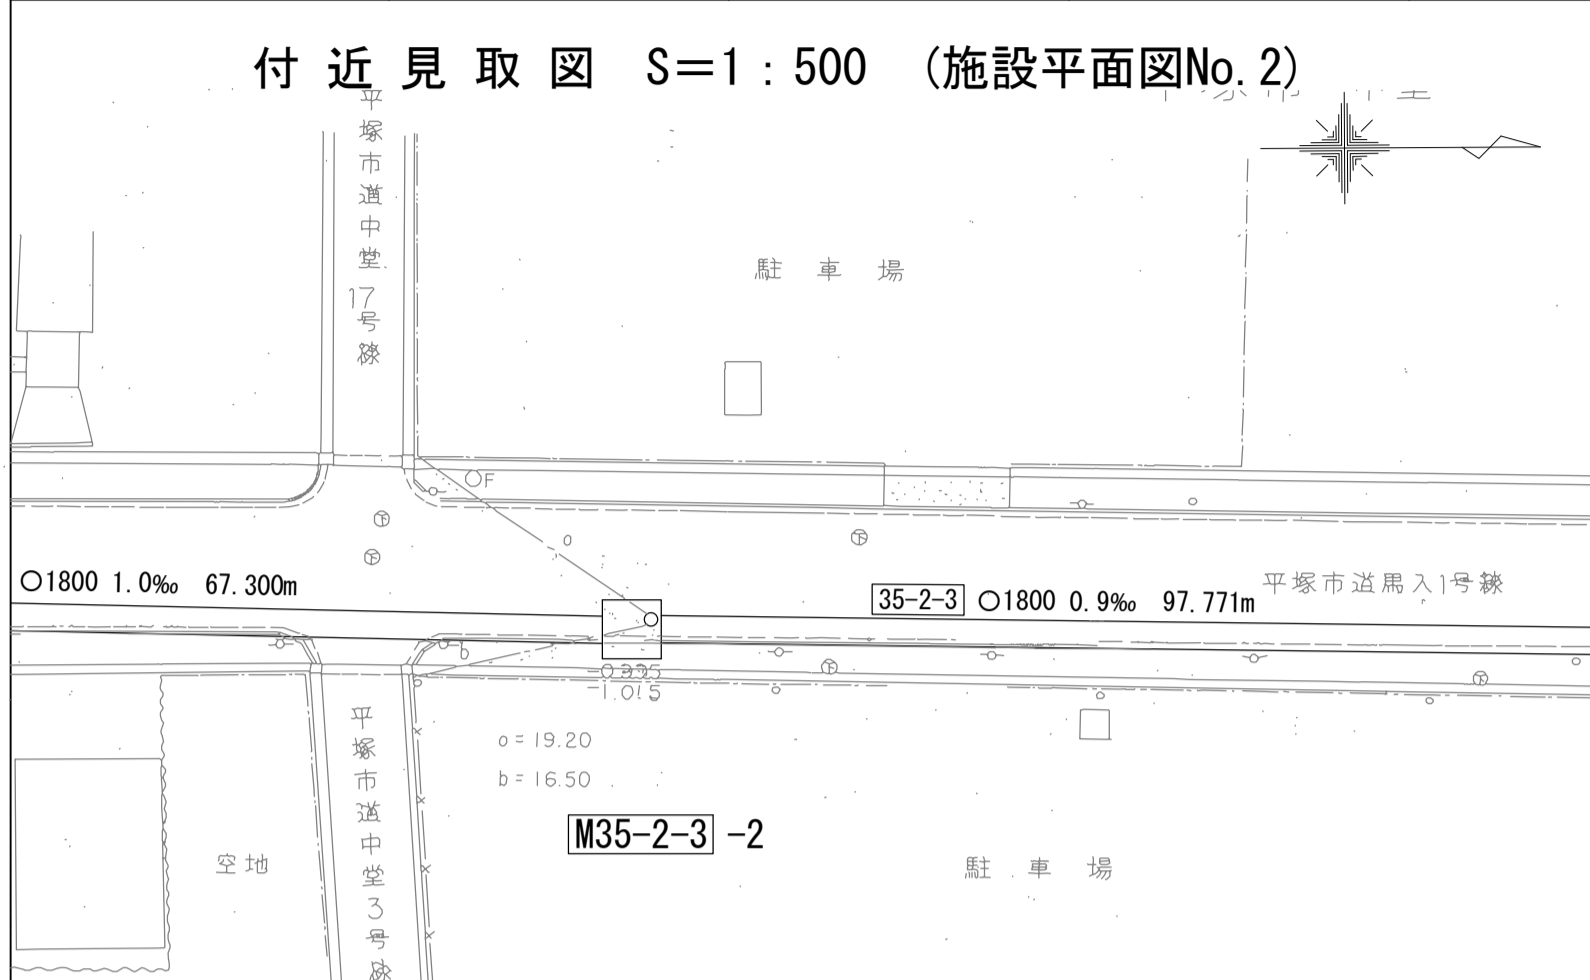 付近見取図 S=1:500 (施設平面図No.2)
平塚市道中堂17号線
駐車場
F
a
○1800 1.0‰ 67.300m
35-2-3 ○1800 0.9‰ 97.771m
平塚市道馬入1号線
b
-1.015
平塚市道中堂3号線
a=19.20
b=16.50
M35-2-3 -2
空地
駐車場